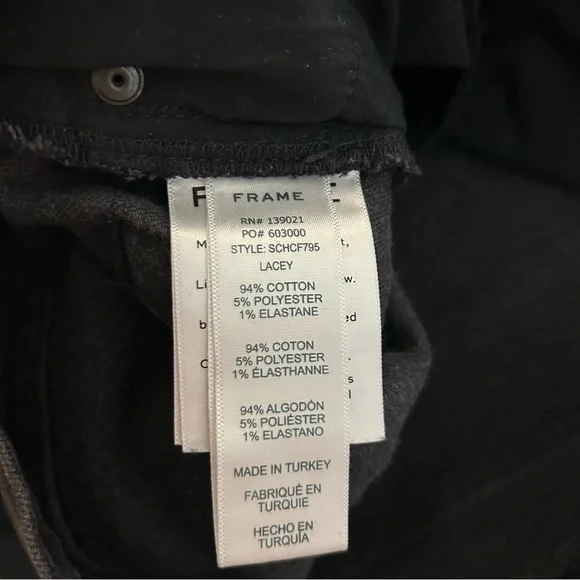 FRAME
RN# 139021
PO# 603000
STYLE: SCHCF795
LACEY
94% COTTON
5% POLYESTER
1% ELASTANE
94% COTON
5% POLYESTER
1% ÉLASTHANNE
94% ALGODÓN
5% POLIÉSTER
1% ELASTANO
MADE IN TURKEY
FABRIQUÉ EN
TURQUIE
HECHO EN
TURQUÍA